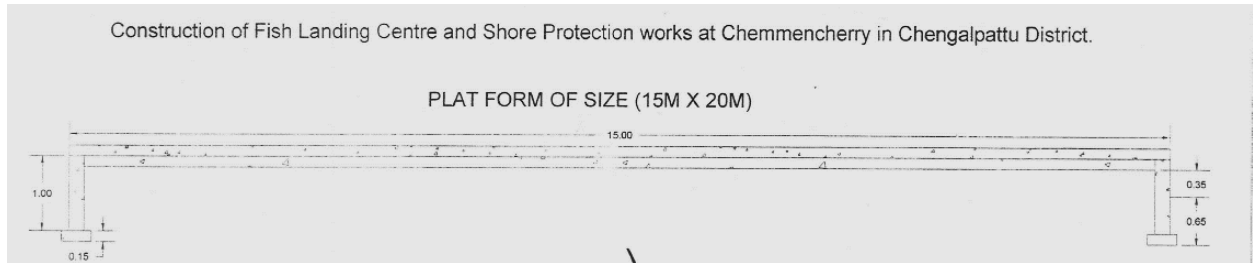 Construction of Fish Landing Centre and Shore Protection works at Chemmencherry in Chengalpattu District.
PLAT FORM OF SIZE (15M X 20M)
15.00
1.00
0.35
0.65
0.15